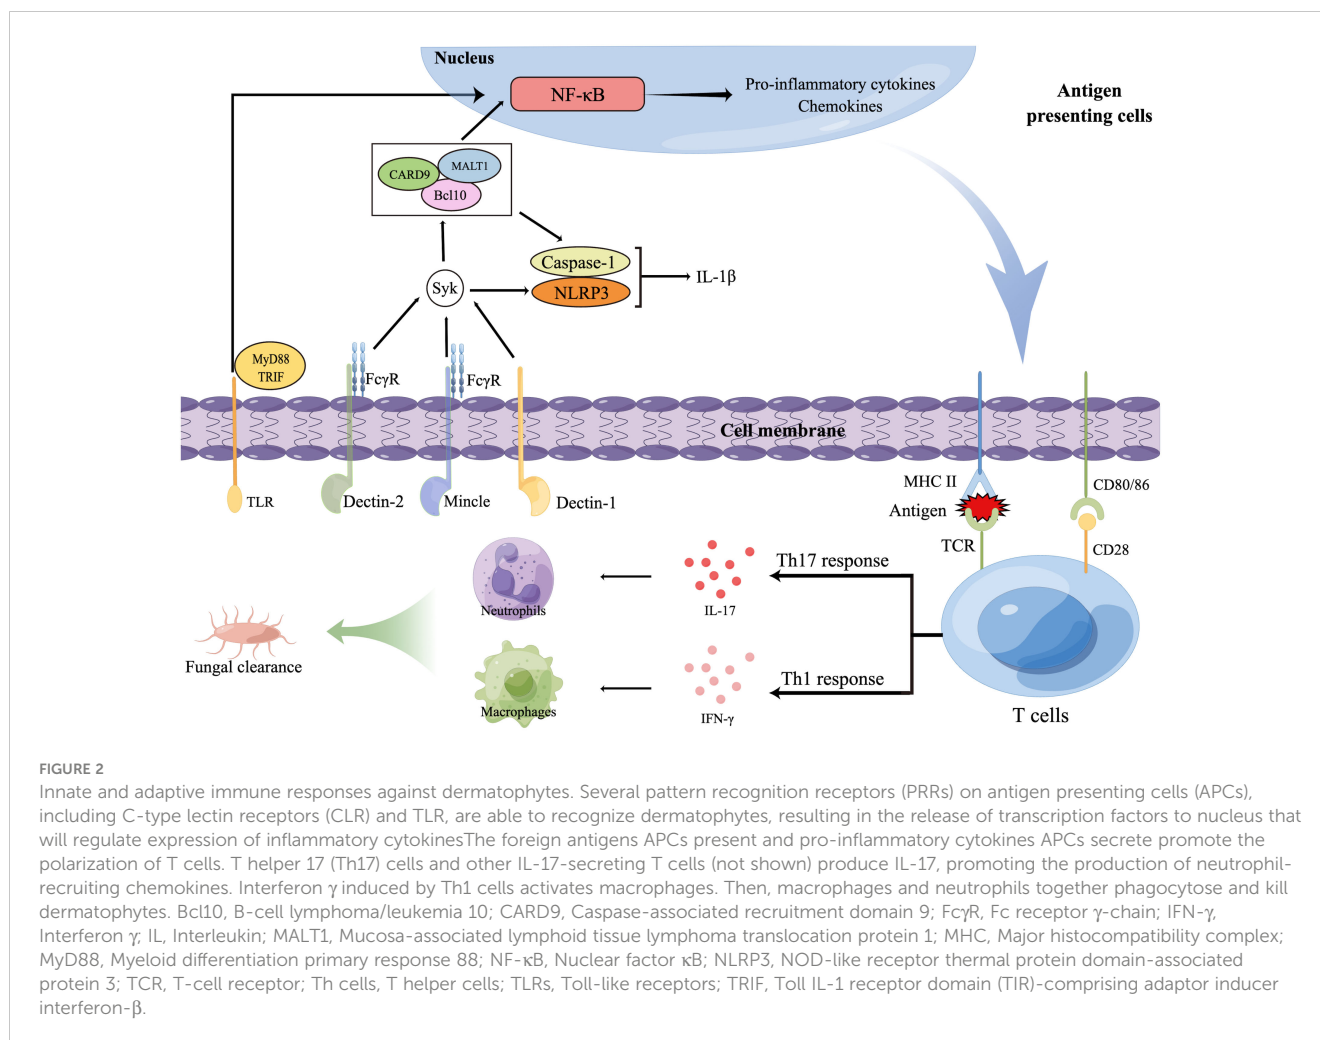 Nucleus
NF-κB
Pro-inflammatory cytokines
Chemokines
Antigen
presenting cells
CARD9
MALT1
Bcl10
Caspase-1
NLRP3
IL-1β
Syk
MyD88
TRIF
FcγR
FcγR
Cell membrane
TLR
Dectin-2
Mincle
Dectin-1
MHC II
Antigen
TCR
CD80/86
CD28
Neutrophils
IL-17
Th17 response
Fungal clearance
Macrophages
IFN-γ
Th1 response
T cells
FIGURE 2
Innate and adaptive immune responses against dermatophytes. Several pattern recognition receptors (PRRs) on antigen presenting cells (APCs),
including C-type lectin receptors (CLR) and TLR, are able to recognize dermatophytes, resulting in the release of transcription factors to nucleus that
will regulate expression of inflammatory cytokinesThe foreign antigens APCs present and pro-inflammatory cytokines APCs secrete promote the
polarization of T cells. T helper 17 (Th17) cells and other IL-17-secreting T cells (not shown) produce IL-17, promoting the production of neutrophil-
recruiting chemokines. Interferon γ induced by Th1 cells activates macrophages. Then, macrophages and neutrophils together phagocytose and kill
dermatophytes. Bcl10, B-cell lymphoma/leukemia 10; CARD9, Caspase-associated recruitment domain 9; FcγR, Fc receptor γ-chain; IFN-γ,
Interferon γ; IL, Interleukin; MALT1, Mucosa-associated lymphoid tissue lymphoma translocation protein 1; MHC, Major histocompatibility complex;
MyD88, Myeloid differentiation primary response 88; NF-κB, Nuclear factor κB; NLRP3, NOD-like receptor thermal protein domain-associated
protein 3; TCR, T-cell receptor; Th cells, T helper cells; TLRs, Toll-like receptors; TRIF, Toll IL-1 receptor domain (TIR)-comprising adaptor inducer
interferon-β.